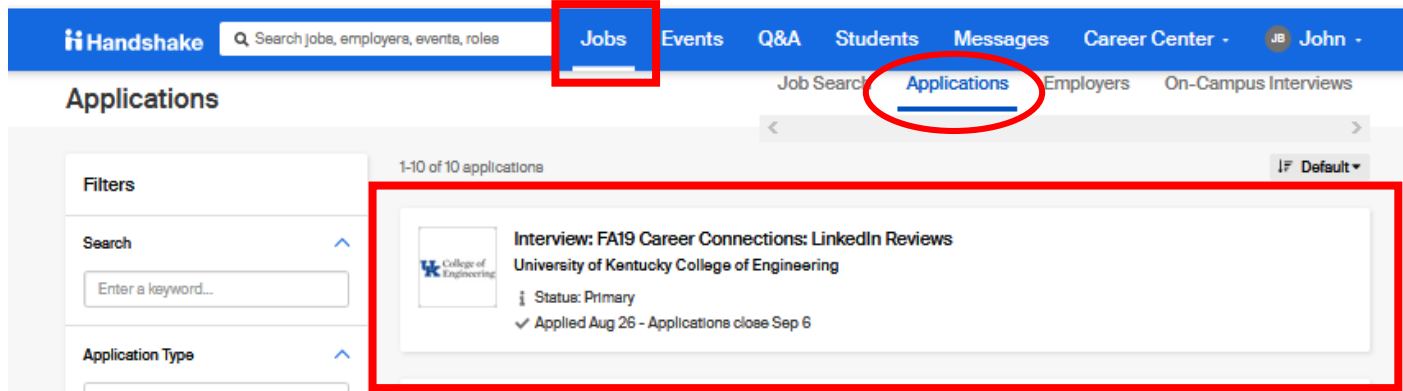 Handshake Search jobs, employers, events, roles Jobs Events Q&A Students Messages Career Center JB John
Applications Job Search Applications Employers On-Campus Interviews
1-10 of 10 applications Default
Filters
Search
Enter a keyword...
Application Type
Interview: FA19 Career Connections: LinkedIn Reviews
UK College of Engineering
University of Kentucky College of Engineering
Status: Primary
Applied Aug 26 - Applications close Sep 6